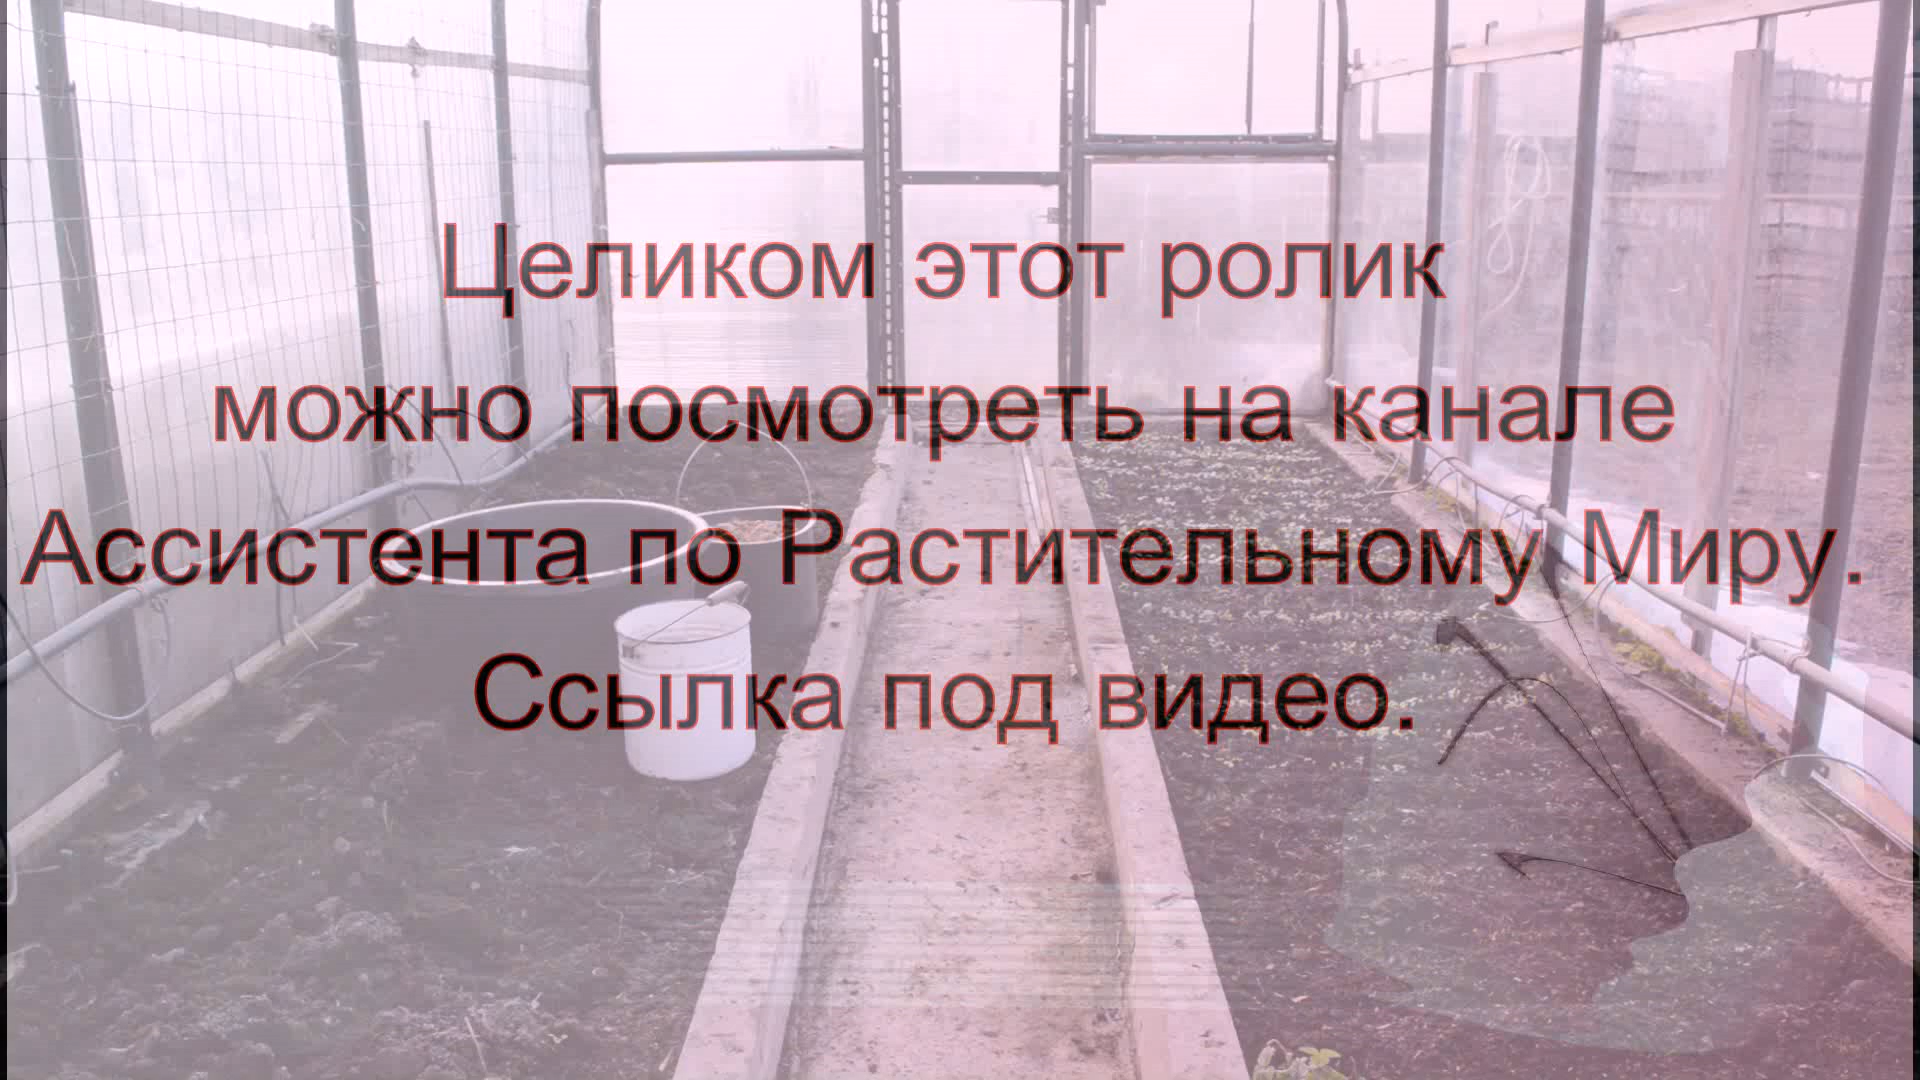 Целиком этот ролик
можно посмотреть на канале
Ассистента по Растительному Миру.
Ссылка под видео.